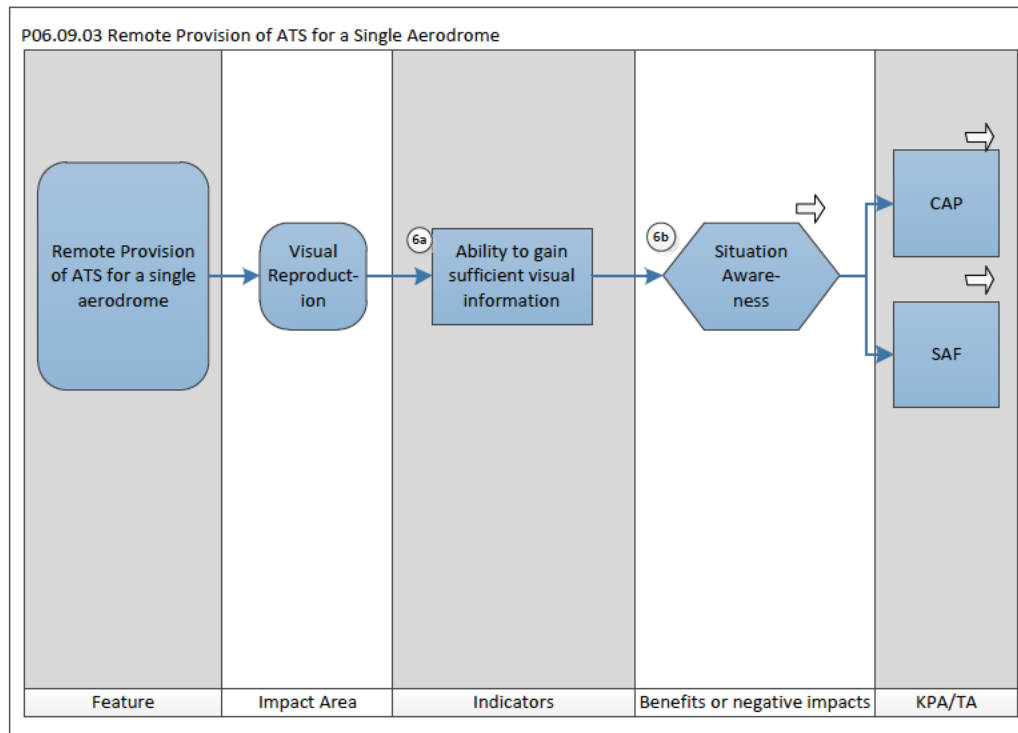 P06.09.03 Remote Provision of ATS for a Single Aerodrome
Remote Provision
of ATS for a single
aerodrome
Visual
Reproduct-
ion
6a
Ability to gain
sufficient visual
information
6b
Situation
Aware-
ness
CAP
SAF
Feature
Impact Area
Indicators
Benefits or negative impacts
KPA/TA